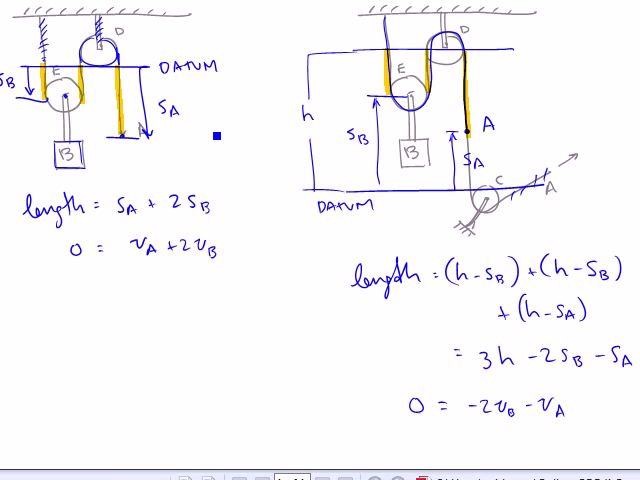 D
E
DATUM
SB
SA
B
length = SA + 2SB
0 = VA + 2VB
D
E
h
A
SB
B
SA
C
A
DATUM
length = (h-SB) + (h-SB)
+ (h-SA)
= 3h - 2SB - SA
0 = -2VB - VA